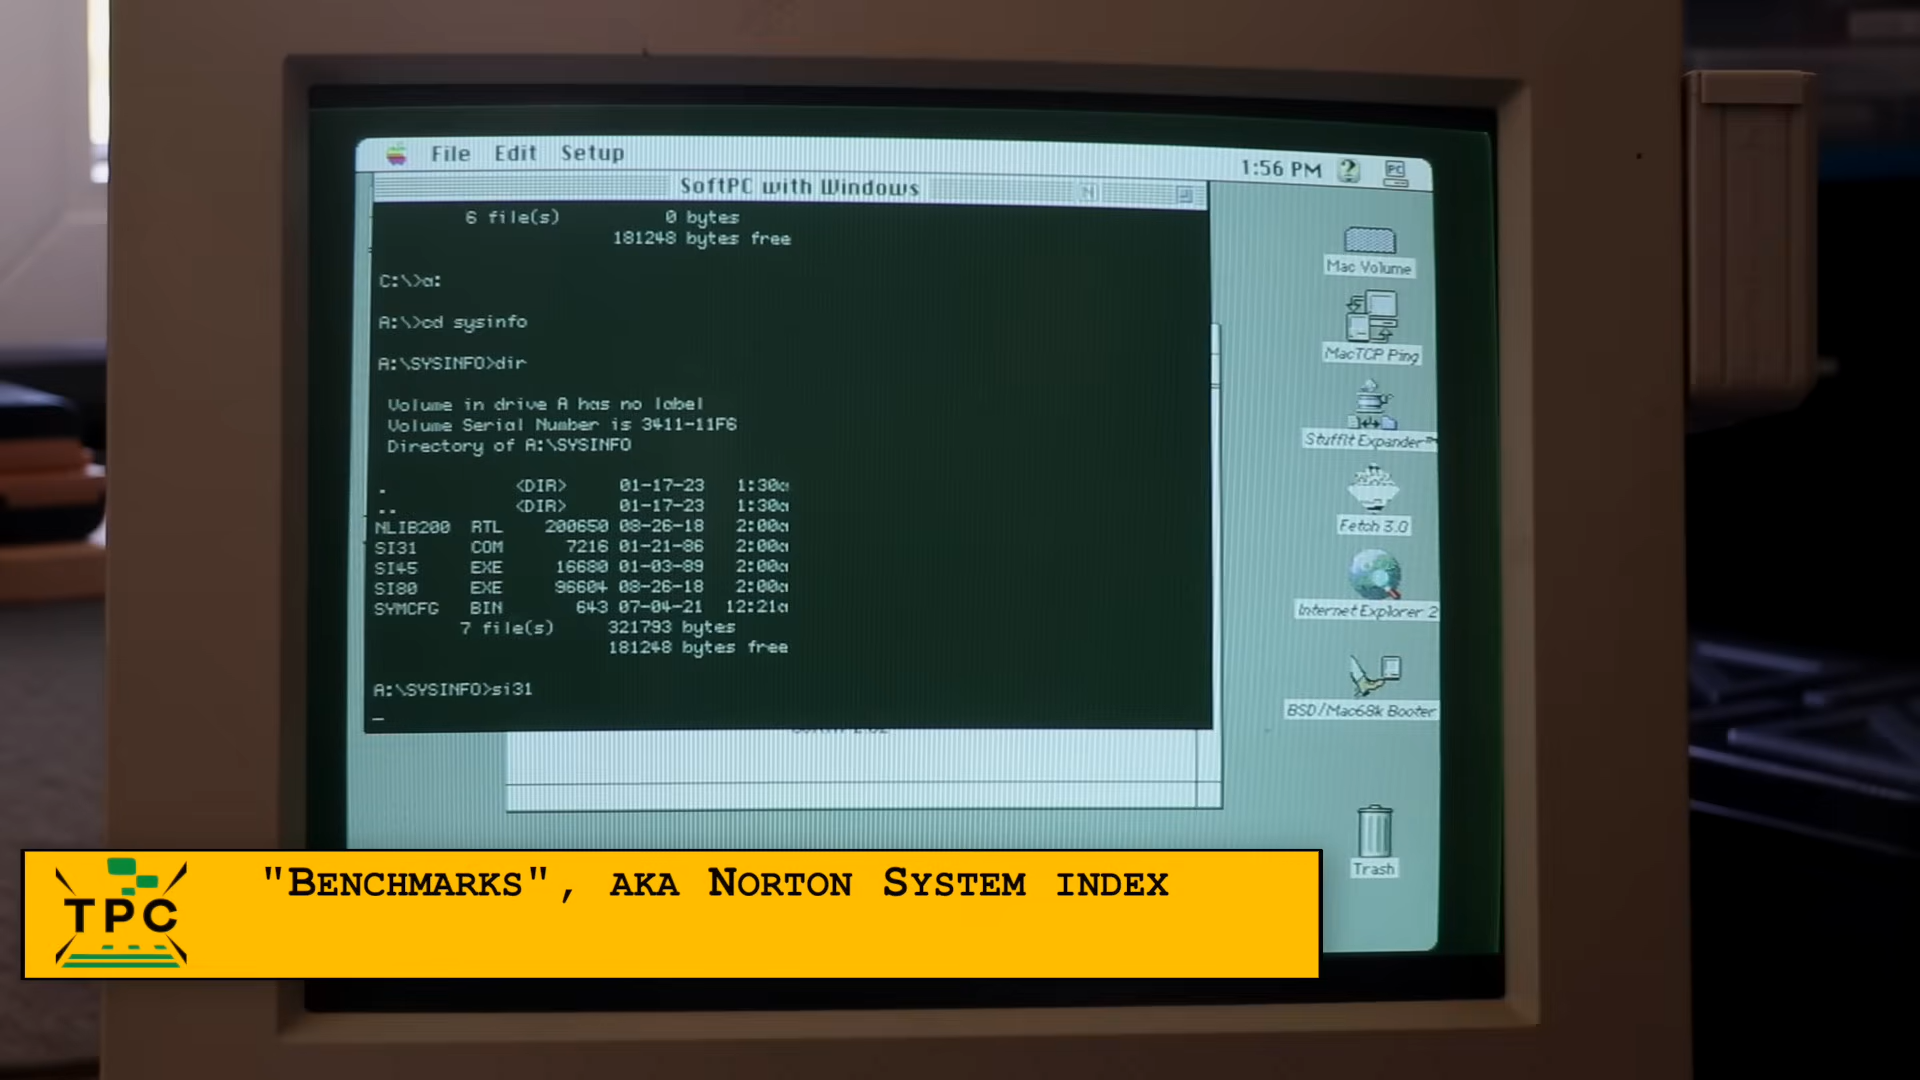 File Edit Setup
1:56 PM
PC
SoftPC with Windows
6 file(s) 0 bytes
181248 bytes free
C:\>a:
A:\>cd sysinfo
A:\SYSINFO>dir
Volume in drive A has no label
Volume Serial Number is 3411-11F6
Directory of A:\SYSINFO
. <DIR> 01-17-23 1:30a
.. <DIR> 01-17-23 1:30a
NLIB200 RTL 200650 08-26-18 2:00a
SI31 COM 7216 01-21-86 2:00a
SI45 EXE 16680 01-03-89 2:00a
SI80 EXE 96604 08-26-18 2:00a
SYMCFG BIN 643 07-04-21 12:21a
7 file(s) 321793 bytes
181248 bytes free
A:\SYSINFO>si31
Mac Volume
MacTCP Ping
StuffIt Expander™
Fetch 3.0
Internet Explorer 2
BSD/Mac68k Booter
Trash
TPC
"Benchmarks", aka Norton System index